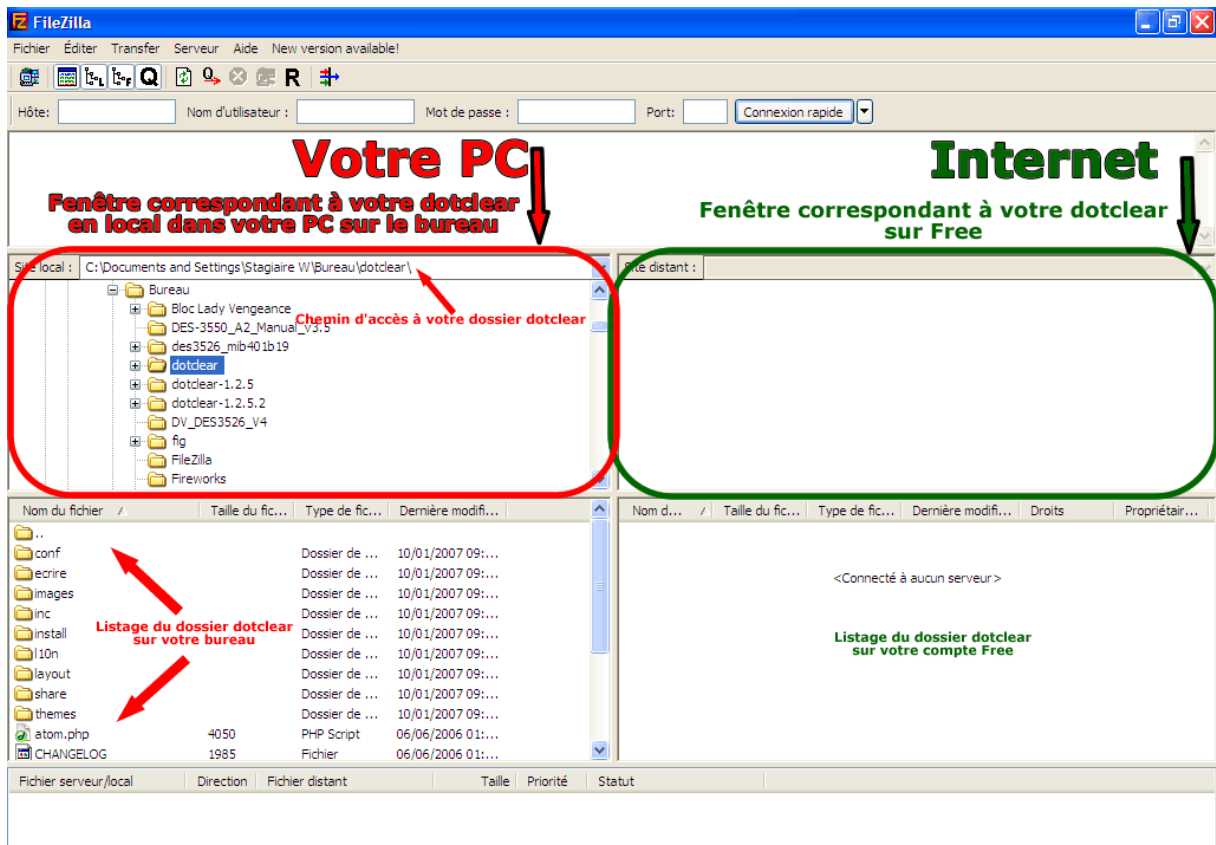 FileZilla
Fichier Éditer Transfer Serveur Aide New version available!
Hôte: Nom d'utilisateur : Mot de passe : Port: Connexion rapide
Votre PC
Fenêtre correspondant à votre dotclear
en local dans votre PC sur le bureau
Internet
Fenêtre correspondant à votre dotclear
sur Free
Site local : C:\Documents and Settings\Stagiaire W\Bureau\dotclear\
Bureau
Bloc Lady Vengeance
DES-3550_A2_Manual_v3.5
des3526_mib401b19
dotclear
dotclear-1.2.5
dotclear-1.2.5.2
DV_DES3526_V4
fig
FileZilla
Fireworks
Chemin d'accès à votre dossier dotclear
Site distant :
Nom du fichier Taille du fic... Type de fic... Dernière modifi...
..
conf Dossier de ... 10/01/2007 09:...
ecrire Dossier de ... 10/01/2007 09:...
images Dossier de ... 10/01/2007 09:...
inc Dossier de ... 10/01/2007 09:...
install Dossier de ... 10/01/2007 09:...
l10n Dossier de ... 10/01/2007 09:...
layout Dossier de ... 10/01/2007 09:...
share Dossier de ... 10/01/2007 09:...
themes Dossier de ... 10/01/2007 09:...
atom.php 4050 PHP Script 06/06/2006 01:...
CHANGELOG 1985 Fichier 06/06/2006 01:...
Listage du dossier dotclear
sur votre bureau
Nom d... Taille du fic... Type de fic... Dernière modifi... Droits Propriétair...
<Connecté à aucun serveur>
Listage du dossier dotclear
sur votre compte Free
Fichier serveur/local Direction Fichier distant Taille Priorité Statut